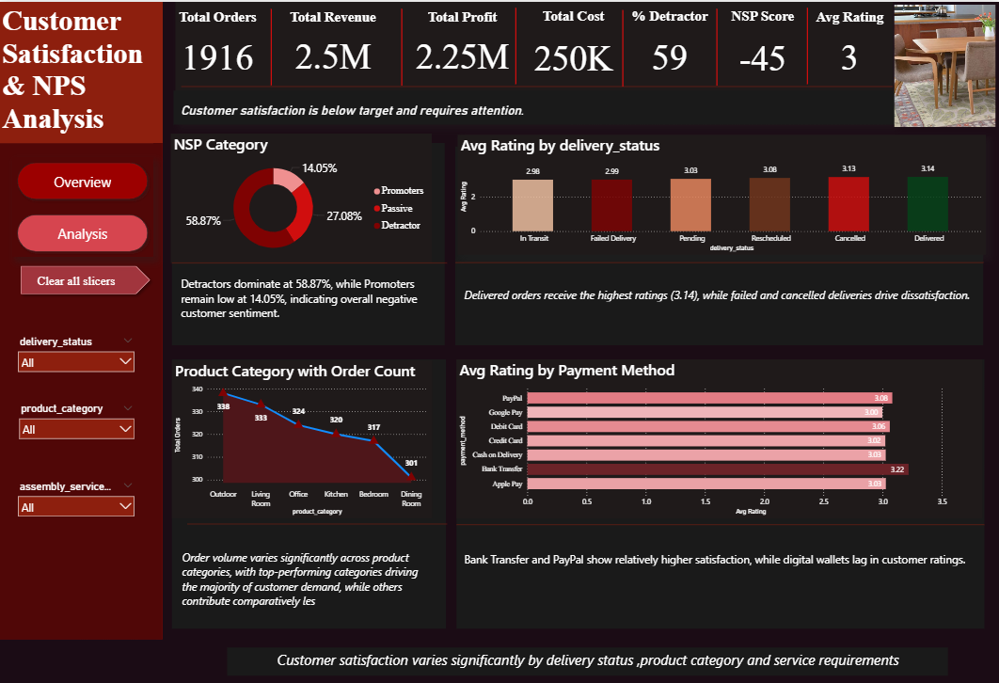 Customer
Satisfaction
& NPS
Analysis
Total Orders
1916
Total Revenue
2.5M
Total Profit
2.25M
Total Cost
250K
% Detractor
59
NSP Score
-45
Avg Rating
3
Customer satisfaction is below target and requires attention.
Overview
Analysis
Clear all slicers
delivery_status
All
product_category
All
assembly_service...
All
NSP Category
14.05%
27.08%
58.87%
Promoters
Passive
Detractor
Detractors dominate at 58.87%, while Promoters
remain low at 14.05%, indicating overall negative
customer sentiment.
Avg Rating by delivery_status
Avg Rating
2
0
2.98
2.99
3.03
3.08
3.13
3.14
In Transit
Failed Delivery
Pending
Rescheduled
Cancelled
Delivered
delivery_status
Delivered orders receive the highest ratings (3.14), while failed and cancelled deliveries drive dissatisfaction.
Product Category with Order Count
Total Orders
340
330
320
310
300
338
333
324
320
317
301
Outdoor
Living
Room
Office
Kitchen
Bedroom
Dining
Room
product_category
Order volume varies significantly across product
categories, with top-performing categories driving
the majority of customer demand, while others
contribute comparatively les
Avg Rating by Payment Method
payment_method
PayPal 3.08
Google Pay 3.00
Debit Card 3.06
Credit Card 3.02
Cash on Delivery 3.03
Bank Transfer 3.22
Apple Pay 3.03
0.0 0.5 1.0 1.5 2.0 2.5 3.0 3.5
Avg Rating
Bank Transfer and PayPal show relatively higher satisfaction, while digital wallets lag in customer ratings.
Customer satisfaction varies significantly by delivery status ,product category and service requirements